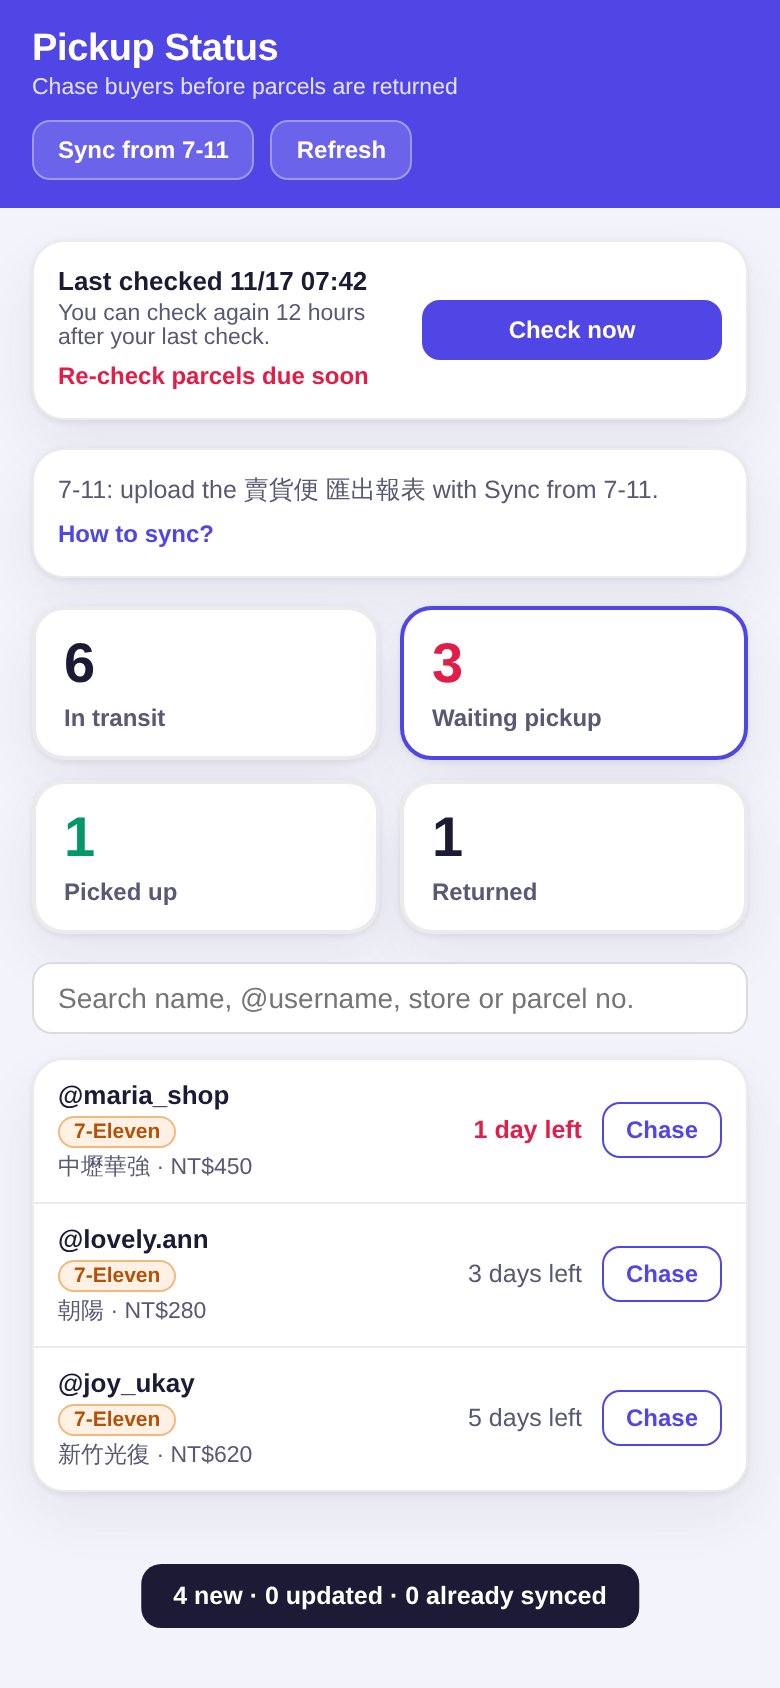 Pickup Status
Chase buyers before parcels are returned
Sync from 7-11
Refresh
Last checked 11/17 07:42
You can check again 12 hours
after your last check.
Re-check parcels due soon
Check now
7-11: upload the 賣貨便 匯出報表 with Sync from 7-11.
How to sync?
6
In transit
3
Waiting pickup
1
Picked up
1
Returned
Search name, @username, store or parcel no.
@maria_shop
7-Eleven
中壢華強 · NT$450
1 day left
Chase
@lovely.ann
7-Eleven
朝陽 · NT$280
3 days left
Chase
@joy_ukay
7-Eleven
新竹光復 · NT$620
5 days left
Chase
4 new · 0 updated · 0 already synced